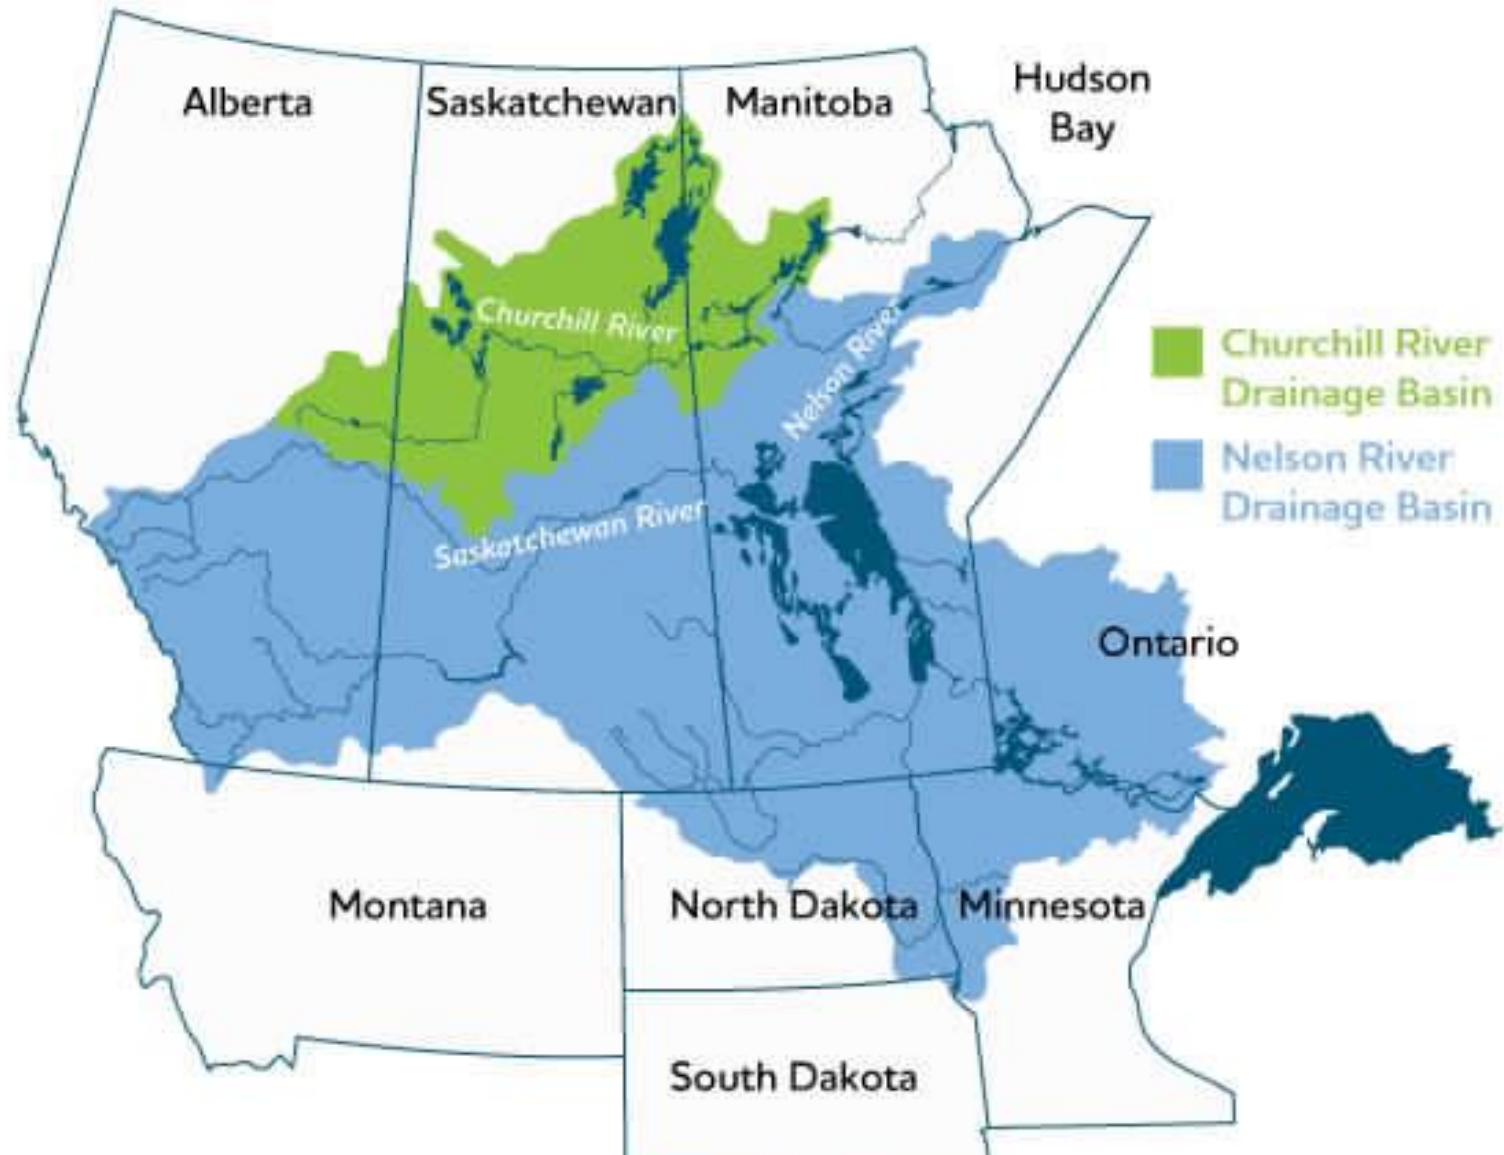 Alberta
Saskatchewan
Manitoba
Hudson
Bay
Churchill River
Nelson River
Saskatchewan River
Churchill River
Drainage Basin
Nelson River
Drainage Basin
Ontario
Montana
North Dakota
Minnesota
South Dakota